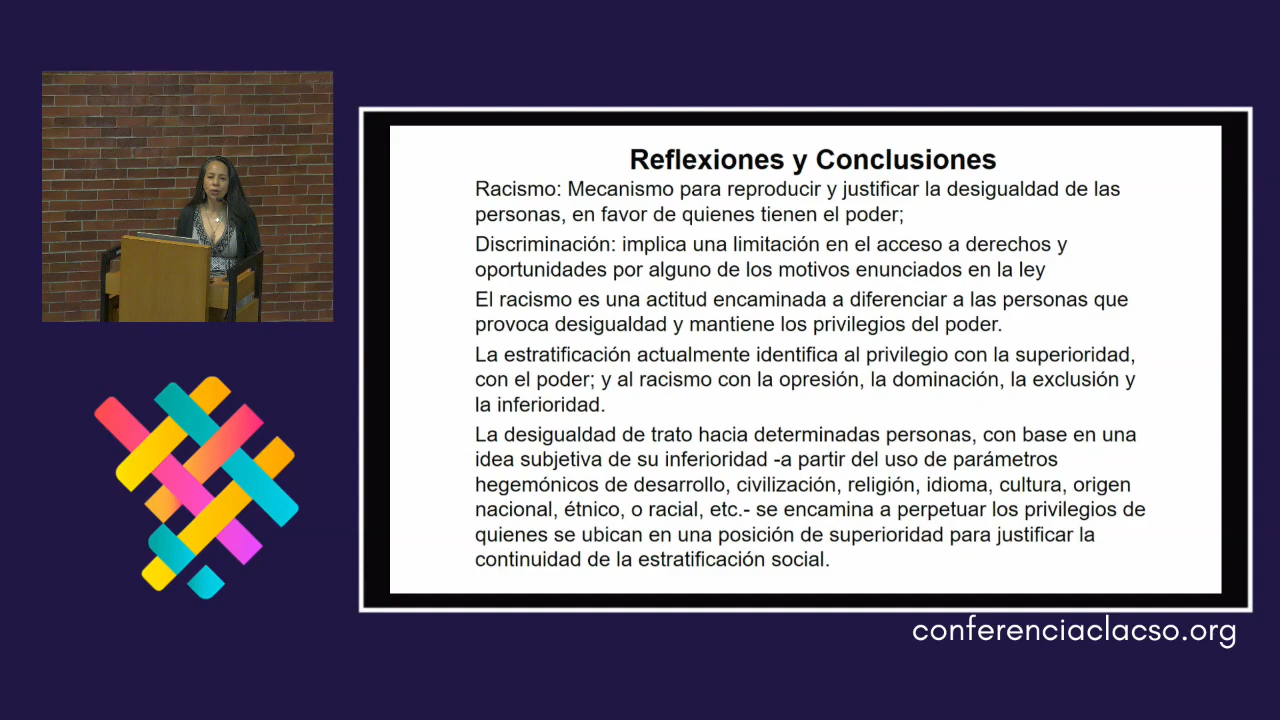 Reflexiones y Conclusiones
Racismo: Mecanismo para reproducir y justificar la desigualdad de las
personas, en favor de quienes tienen el poder;
Discriminación: implica una limitación en el acceso a derechos y
oportunidades por alguno de los motivos enunciados en la ley
El racismo es una actitud encaminada a diferenciar a las personas que
provoca desigualdad y mantiene los privilegios del poder.
La estratificación actualmente identifica al privilegio con la superioridad,
con el poder; y al racismo con la opresión, la dominación, la exclusión y
la inferioridad.
La desigualdad de trato hacia determinadas personas, con base en una
idea subjetiva de su inferioridad -a partir del uso de parámetros
hegemónicos de desarrollo, civilización, religión, idioma, cultura, origen
nacional, étnico, o racial, etc.- se encamina a perpetuar los privilegios de
quienes se ubican en una posición de superioridad para justificar la
continuidad de la estratificación social.
conferenciaclacso.org